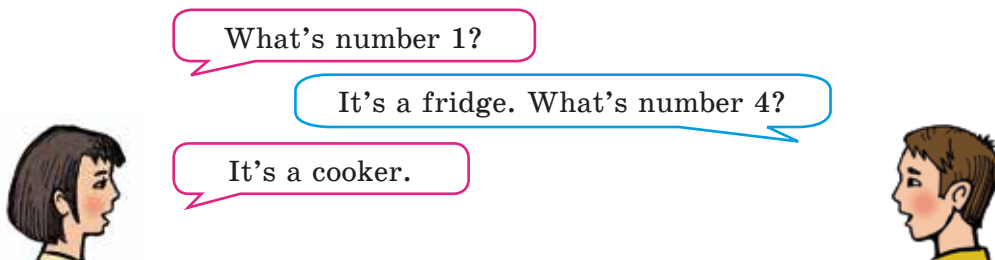 What's number 1?
It's a fridge. What's number 4?
It's a cooker.